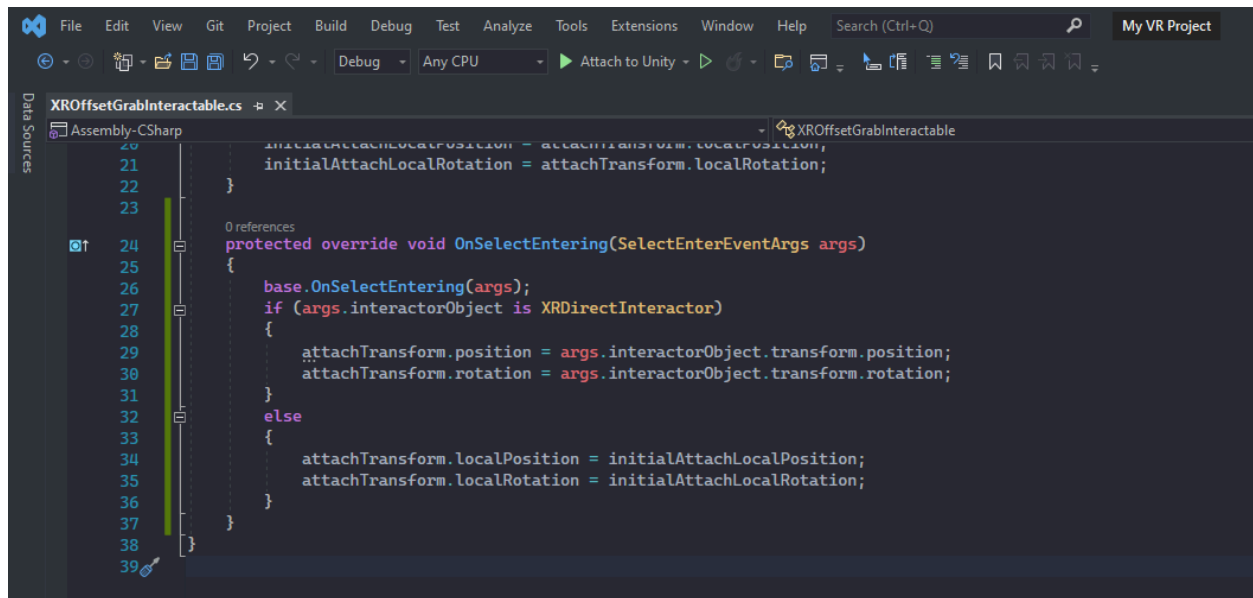 File Edit View Git Project Build Debug Test Analyze Tools Extensions Window Help Search (Ctrl+Q) My VR Project
Debug Any CPU Attach to Unity
Data Sources
XROffsetGrabInteractable.cs
Assembly-CSharp XROffsetGrabInteractable
20 initialAttachLocalPosition = attachTransform.localPosition;
21 initialAttachLocalRotation = attachTransform.localRotation;
22 }
23
0 references
24 protected override void OnSelectEntering(SelectEnterEventArgs args)
25 {
26 base.OnSelectEntering(args);
27 if (args.interactorObject is XRDirectInteractor)
28 {
29 attachTransform.position = args.interactorObject.transform.position;
30 attachTransform.rotation = args.interactorObject.transform.rotation;
31 }
32 else
33 {
34 attachTransform.localPosition = initialAttachLocalPosition;
35 attachTransform.localRotation = initialAttachLocalRotation;
36 }
37 }
38 }
39